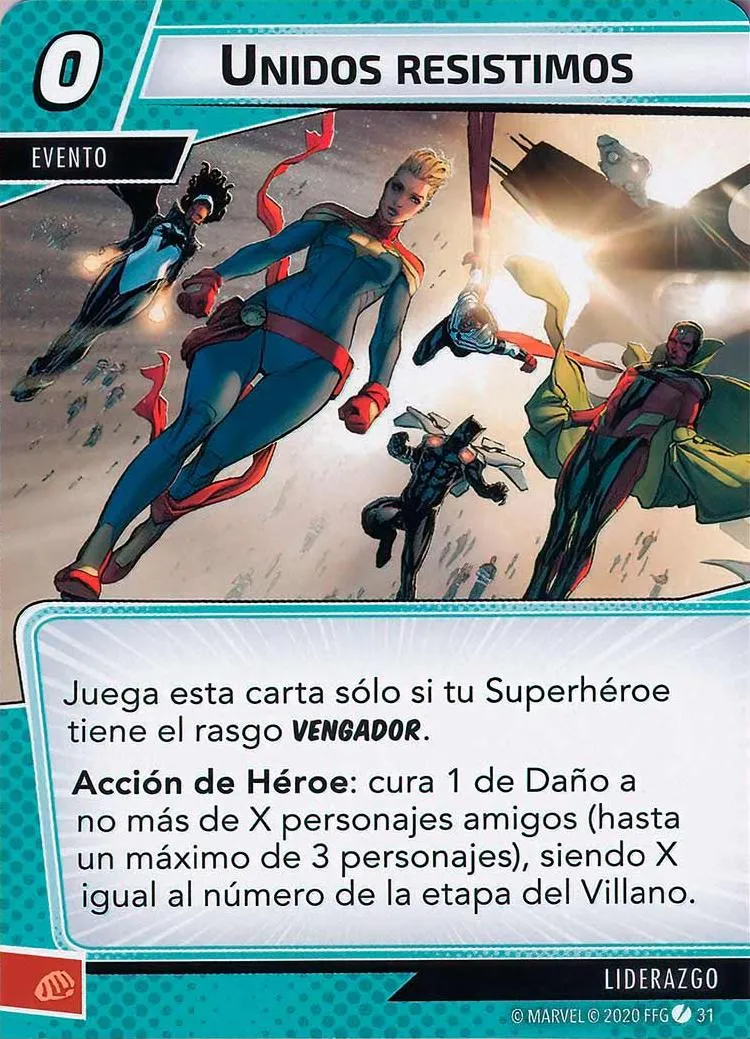 0
UNIDOS RESISTIMOS
EVENTO
Juega esta carta sólo si tu Superhéroe
tiene el rasgo VENGADOR.
Acción de Héroe: cura 1 de Daño a
no más de X personajes amigos (hasta
un máximo de 3 personajes), siendo X
igual al número de la etapa del Villano.
LIDERAZGO
© MARVEL © 2020 FFG 31